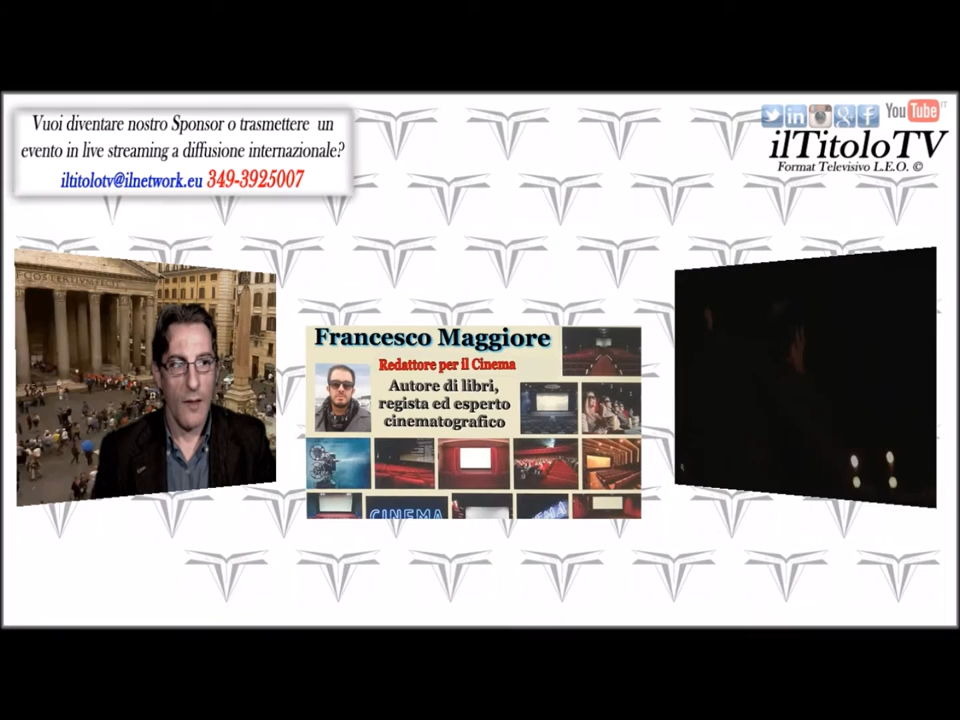 Vuoi diventare nostro Sponsor o trasmettere un
evento in live streaming a diffusione internazionale?
iltitolotv@ilnetwork.eu 349-3925007
You Tube IT
ilTitoloTV
Format Televisivo L.E.O. ©
Francesco Maggiore
Redattore per il Cinema
Autore di libri,
regista ed esperto
cinematografico
CINEMA